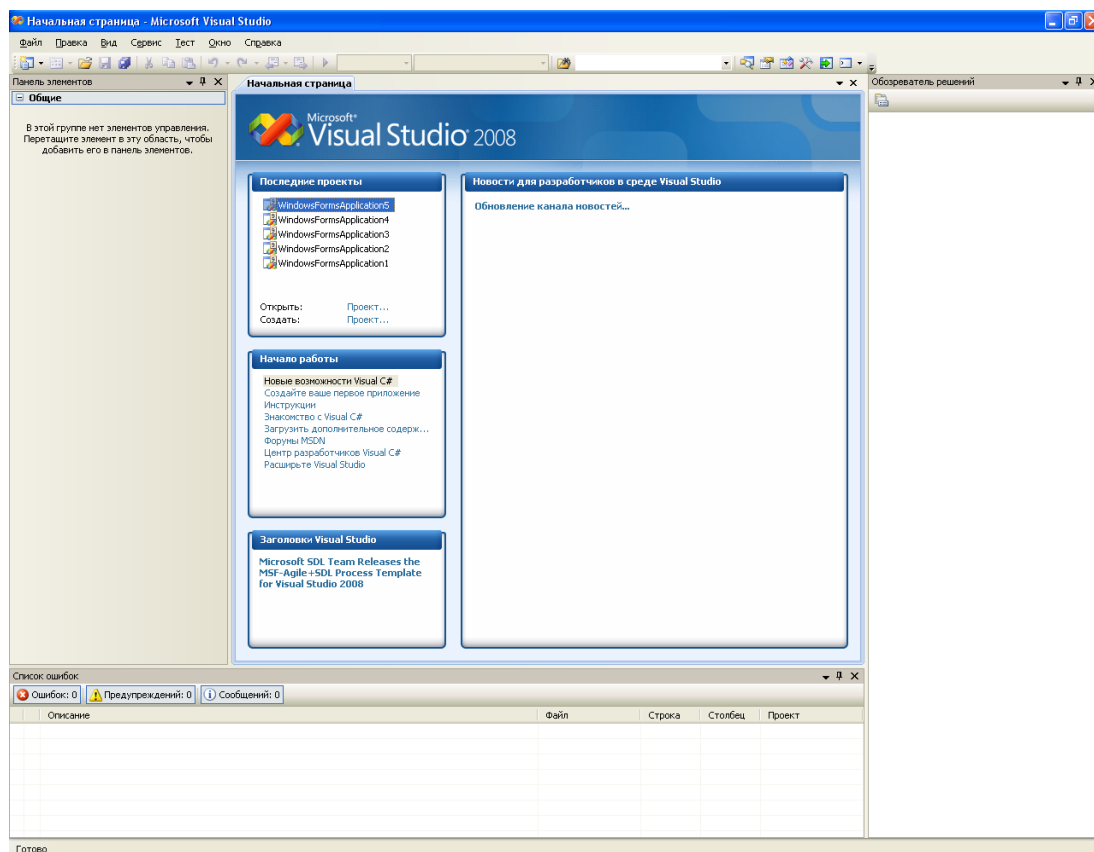 Начальная страница - Microsoft Visual Studio
Файл Правка Вид Сервис Тест Окно Справка
Панель элементов
Общие
В этой группе нет элементов управления.
Перетащите элемент в эту область, чтобы
добавить его в панель элементов.
Начальная страница
Microsoft®
Visual Studio® 2008
Последние проекты
WindowsFormsApplication5
WindowsFormsApplication4
WindowsFormsApplication3
WindowsFormsApplication2
WindowsFormsApplication1
Открыть: Проект...
Создать: Проект...
Начало работы
Новые возможности Visual C#
Создайте ваше первое приложение
Инструкции
Знакомство с Visual C#
Загрузить дополнительное содерж...
Форумы MSDN
Центр разработчиков Visual C#
Расширьте Visual Studio
Заголовки Visual Studio
Microsoft SDL Team Releases the
MSF-Agile+SDL Process Template
for Visual Studio 2008
Новости для разработчиков в среде Visual Studio
Обновление канала новостей...
Обозреватель решений
Список ошибок
Ошибок: 0 Предупреждений: 0 Сообщений: 0
Описание Файл Строка Столбец Проект
Готово